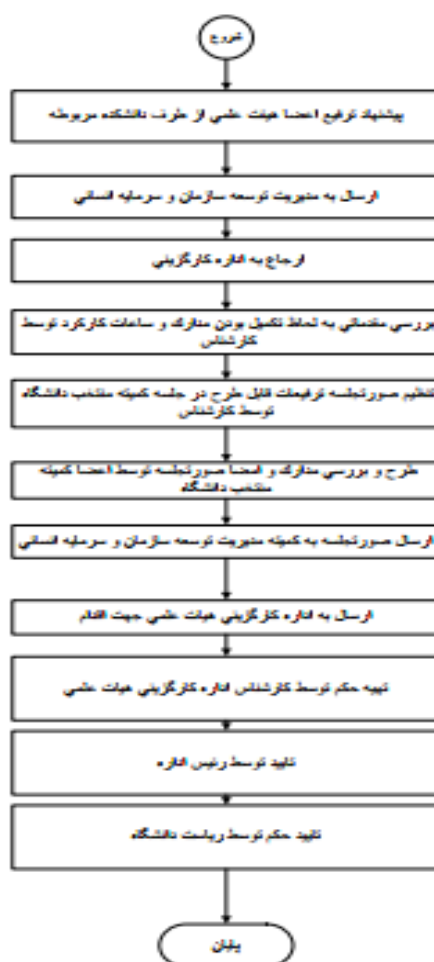 شروع
پیشنهاد ترفیع اعضا هیئت علمی از طرف دانشکده مربوطه
ارسال به مدیریت توسعه سازمان و سرمایه انسانی
ارجاع به اداره کارگزینی
بررسی مقدماتی به لحاظ تکمیل بودن مدارک و ساعات کارکرد توسط
کارشناس
تنظیم صورتجلسه ترفیعات قابل طرح در جلسه کمیته منتخب دانشگاه
توسط کارشناس
طرح و بررسی مدارک و امضا صورتجلسه توسط اعضا کمیته
منتخب دانشگاه
ارسال صورتجلسه به کمیته مدیریت توسعه سازمان و سرمایه انسانی
ارسال به اداره کارگزینی هیات علمی جهت اقدام
تهیه حکم توسط کارشناس اداره کارگزینی هیات علمی
تایید توسط رئیس اداره
تایید حکم توسط ریاست دانشگاه
پایان